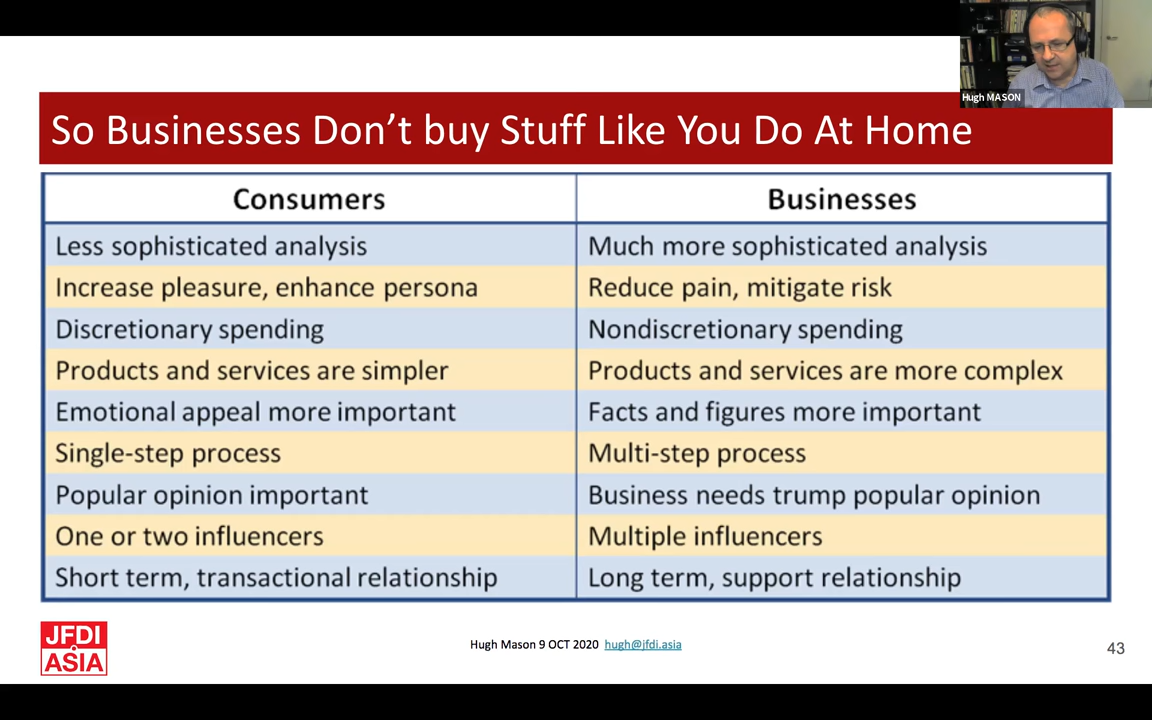 Hugh MASON
So Businesses Don't buy Stuff Like You Do At Home
Consumers
Businesses
Less sophisticated analysis
Much more sophisticated analysis
Increase pleasure, enhance persona
Reduce pain, mitigate risk
Discretionary spending
Nondiscretionary spending
Products and services are simpler
Products and services are more complex
Emotional appeal more important
Facts and figures more important
Single-step process
Multi-step process
Popular opinion important
Business needs trump popular opinion
One or two influencers
Multiple influencers
Short term, transactional relationship
Long term, support relationship
JFDI
ASIA
Hugh Mason 9 OCT 2020 hugh@jfdi.asia
43